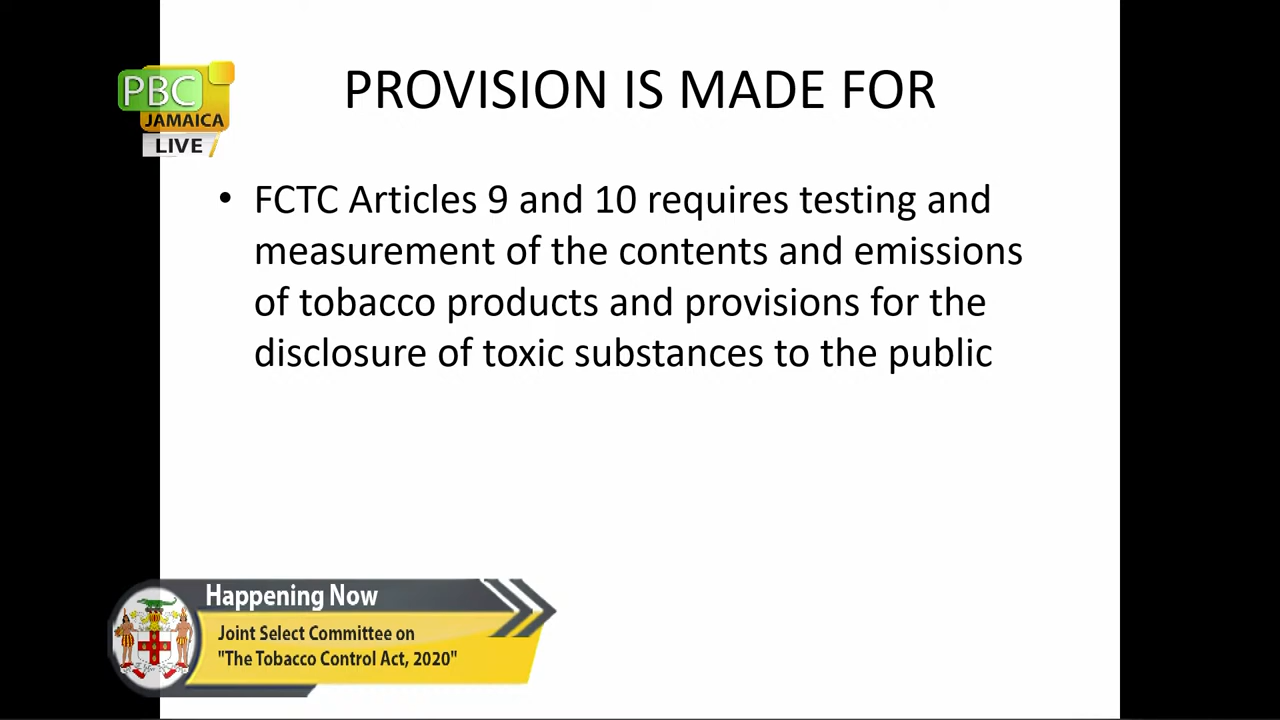 PBC
JAMAICA
LIVE
PROVISION IS MADE FOR
• FCTC Articles 9 and 10 requires testing and
measurement of the contents and emissions
of tobacco products and provisions for the
disclosure of toxic substances to the public
Happening Now
Joint Select Committee on
"The Tobacco Control Act, 2020"